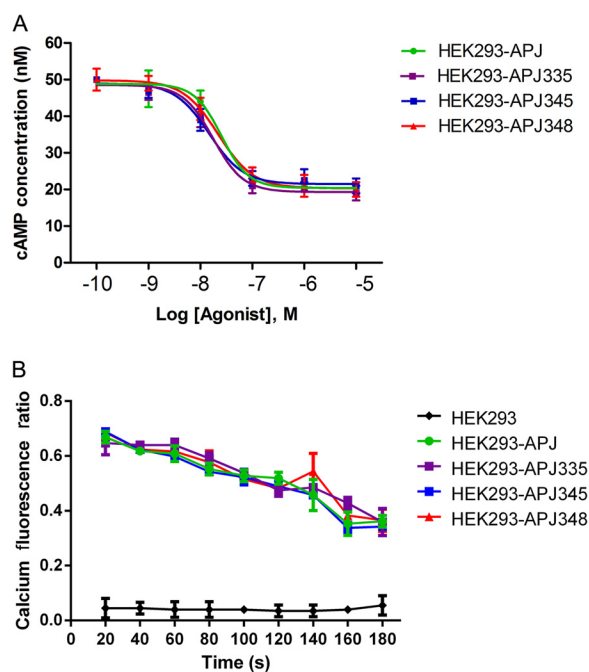 A
cAMP concentration (nM)
60
50
40
30
20
10
0
-10 -9 -8 -7 -6 -5
Log [Agonist], M
HEK293-APJ
HEK293-APJ335
HEK293-APJ345
HEK293-APJ348
B
Calcium fluorescence ratio
0.8
0.6
0.4
0.2
0.0
0 20 40 60 80 100 120 140 160 180
Time (s)
HEK293
HEK293-APJ
HEK293-APJ335
HEK293-APJ345
HEK293-APJ348